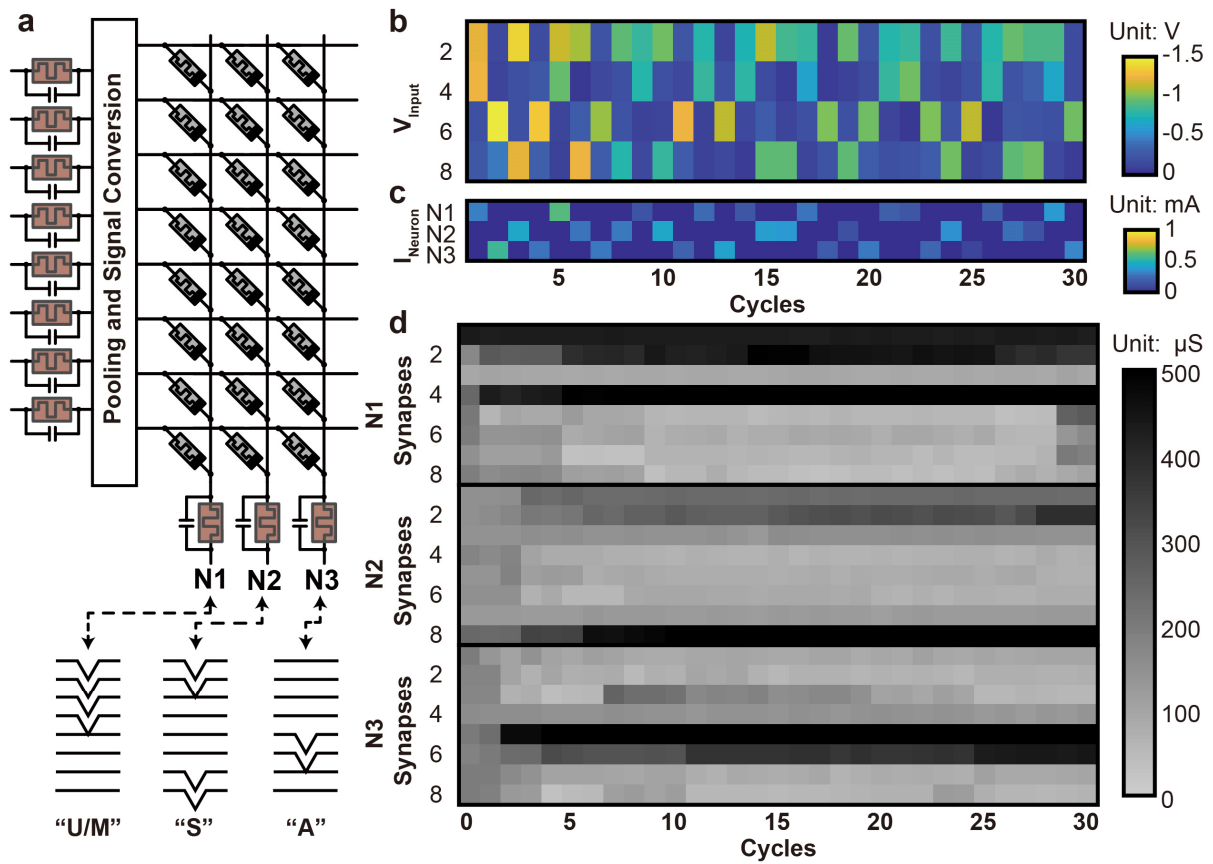 a
Pooling and Signal Conversion
N1 N2 N3
“U/M” “S” “A”
b
V Input
2
4
6
8
Unit: V
-1.5
-1
-0.5
0
c
I Neuron
N1
N2
N3
5 10 15 20 25 30
Cycles
Unit: mA
1
0.5
0
d
N1
Synapses
2
4
6
8
N2
Synapses
2
4
6
8
N3
Synapses
2
4
6
8
0 5 10 15 20 25 30
Cycles
Unit: µS
500
400
300
200
100
0